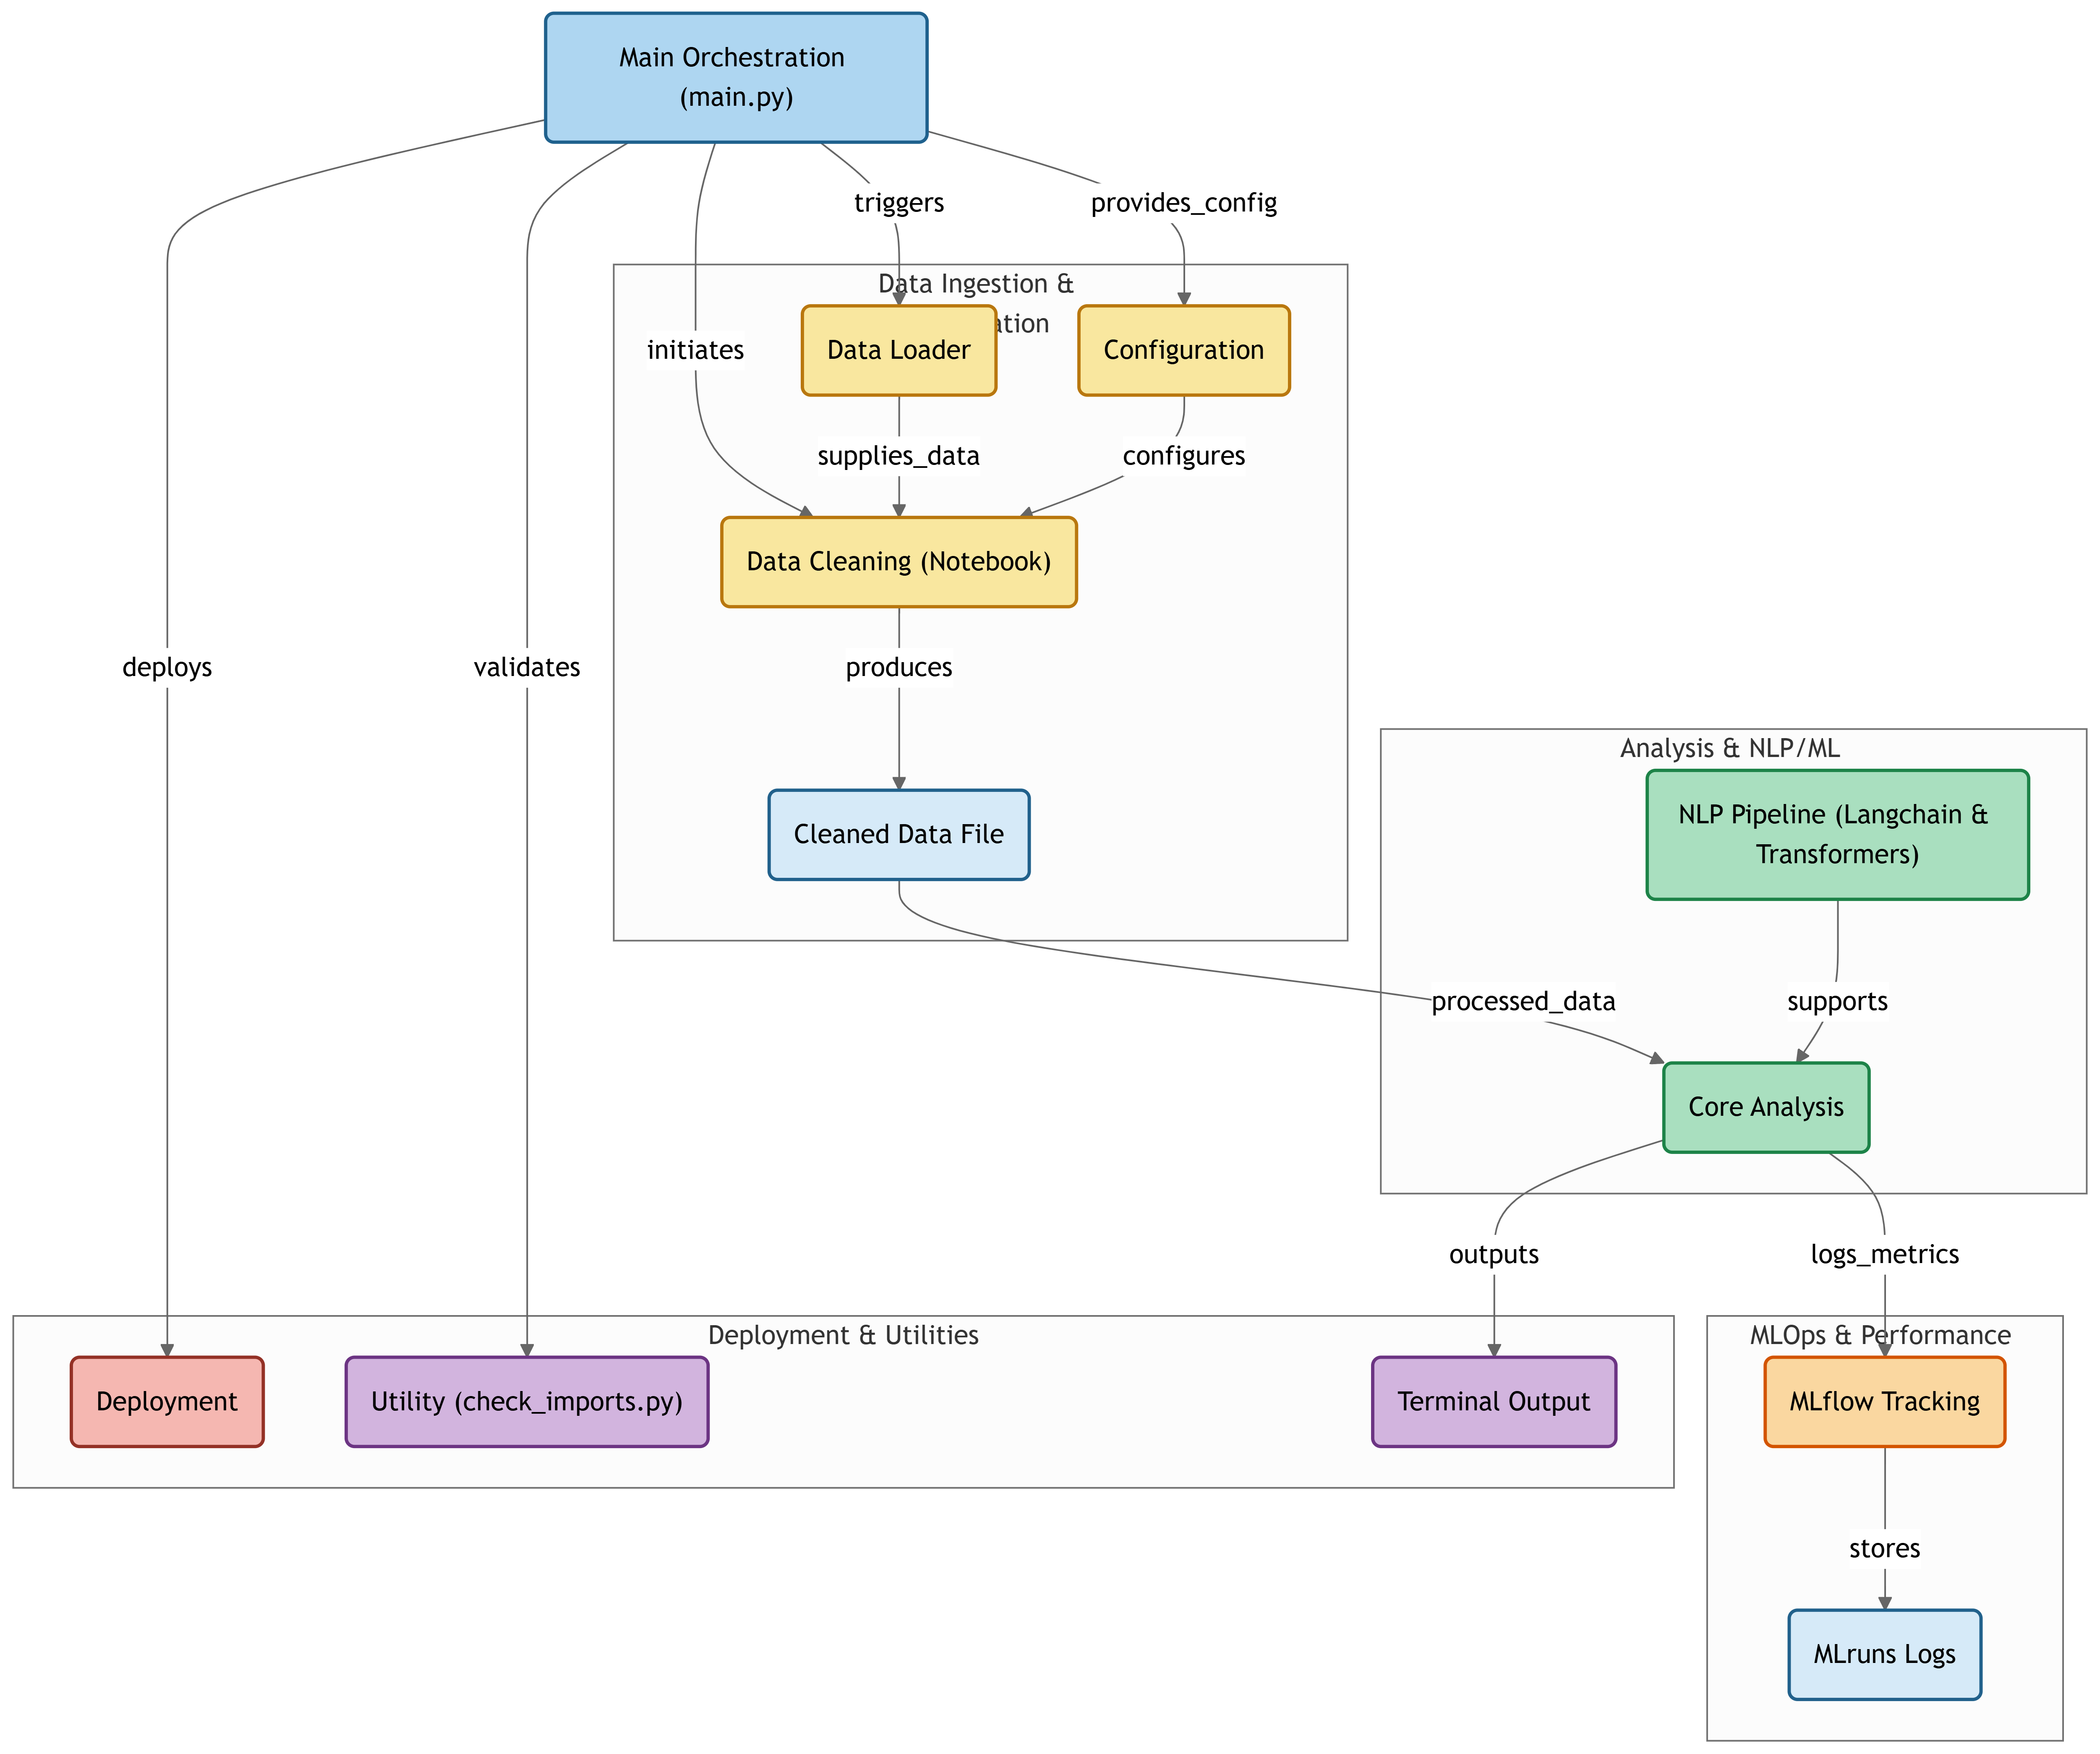 Main Orchestration
(main.py)
triggers
provides_config
Data Ingestion &
initiates
Data Loader
Configuration
supplies_data
configures
Data Cleaning (Notebook)
deploys
validates
produces
Analysis & NLP/ML
NLP Pipeline (Langchain &
Transformers)
Cleaned Data File
processed_data
supports
Core Analysis
outputs
logs_metrics
Deployment & Utilities
MLOps & Performance
Deployment
Utility (check_imports.py)
Terminal Output
MLflow Tracking
stores
MLruns Logs